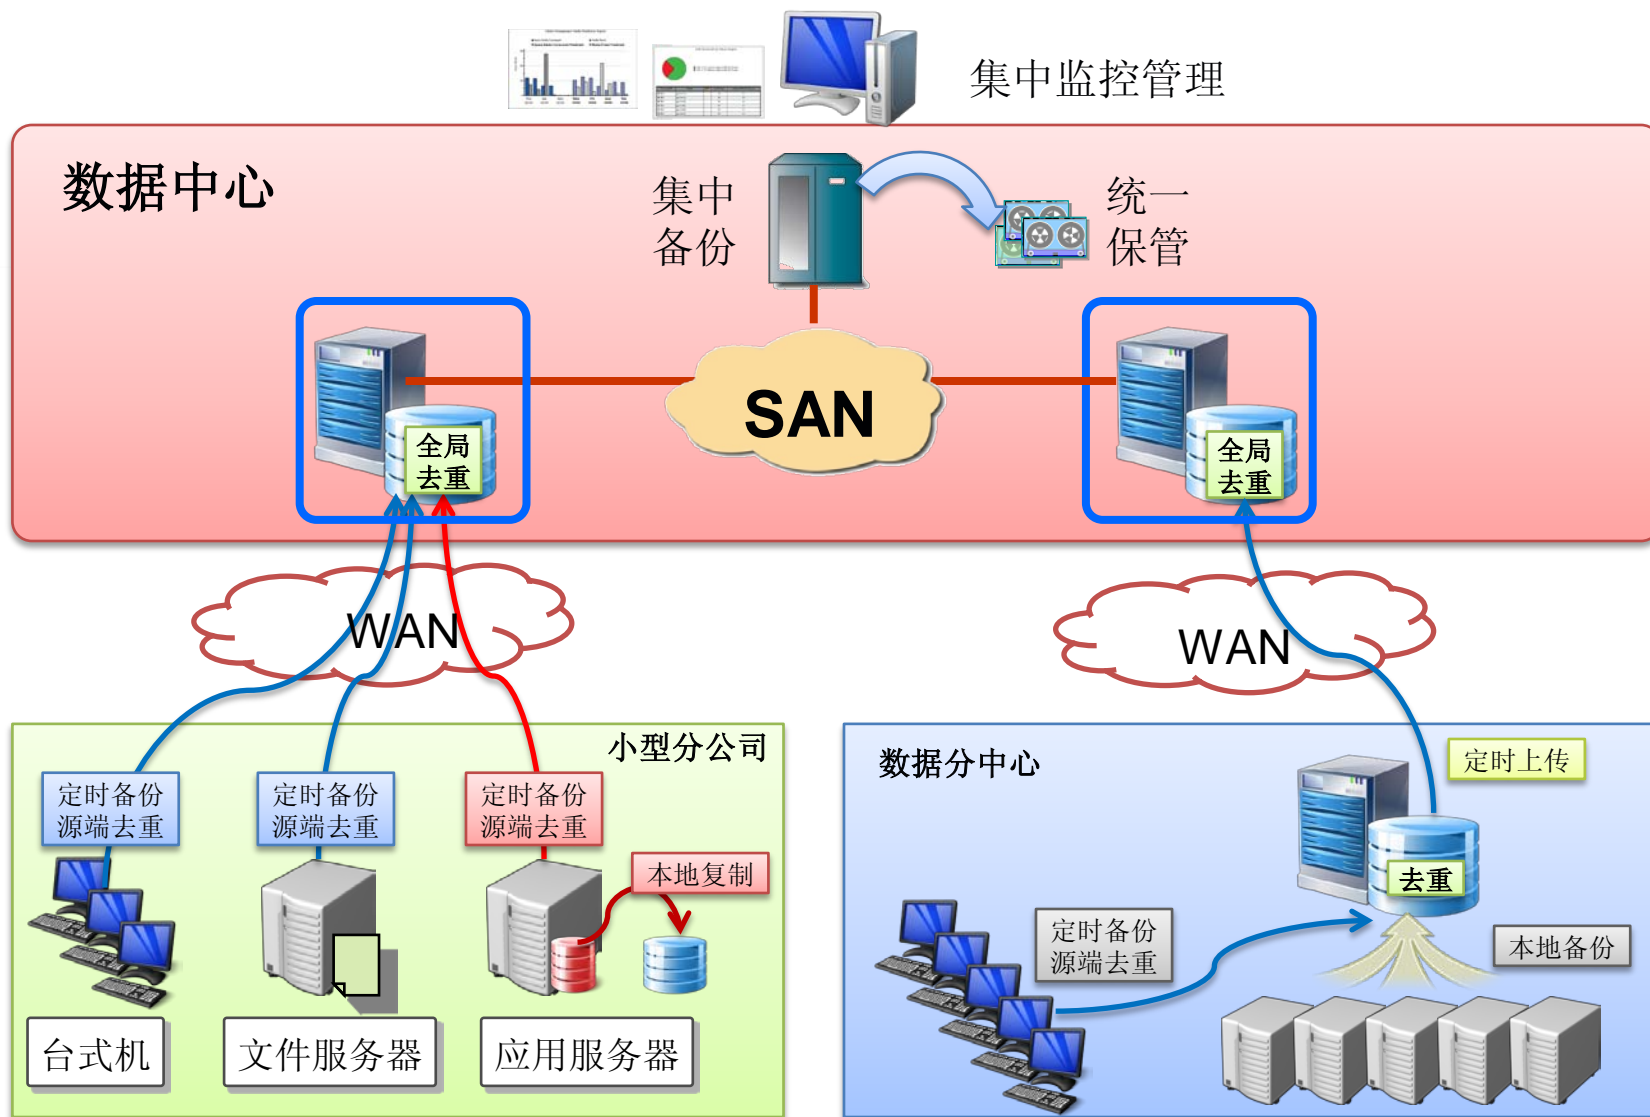 集中监控管理
数据中心
集中
备份
统一
保管
SAN
全局
去重
全局
去重
WAN
WAN
小型分公司
定时备份
源端去重
定时备份
源端去重
定时备份
源端去重
本地复制
台式机
文件服务器
应用服务器
数据分中心
定时上传
去重
定时备份
源端去重
本地备份